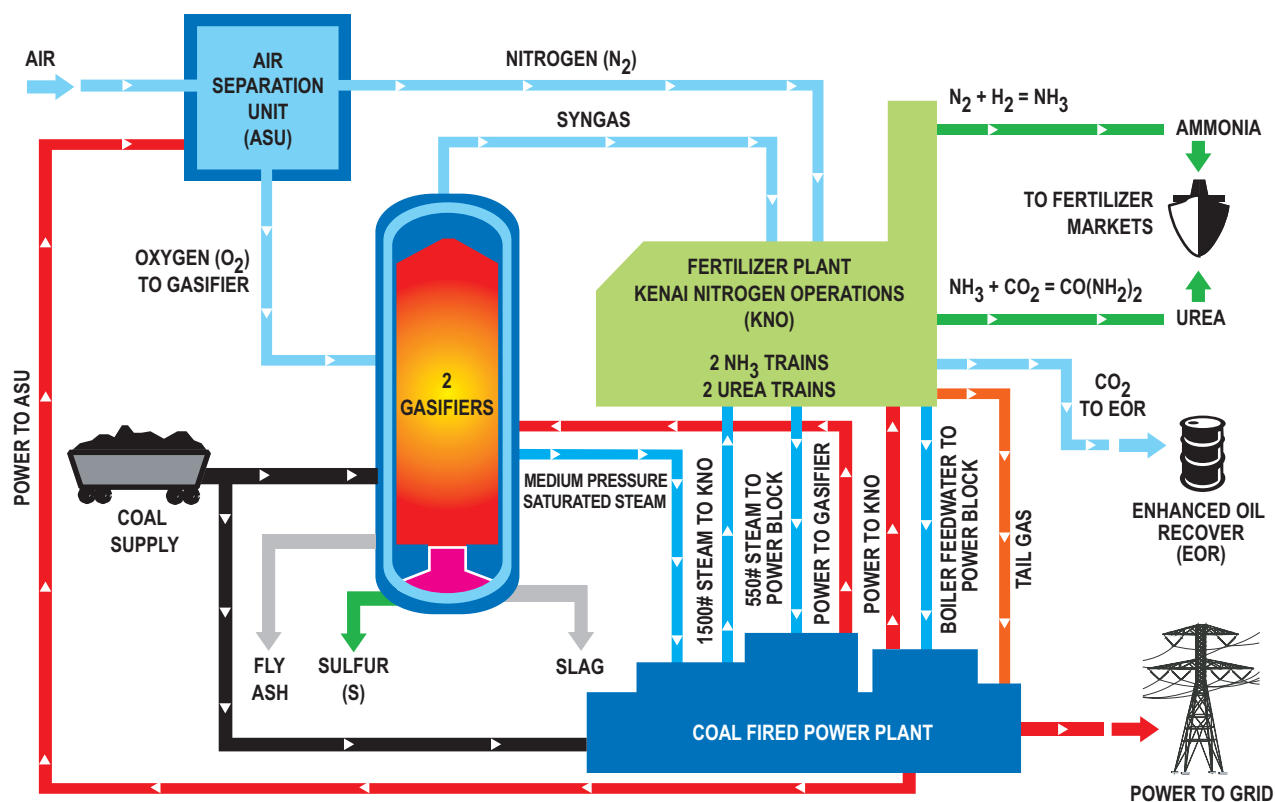 AIR
AIR
SEPARATION
UNIT
(ASU)
NITROGEN (N₂)
SYNGAS
N₂ + H₂ = NH₃
AMMONIA
TO FERTILIZER
MARKETS
NH₃ + CO₂ = CO(NH₂)₂
UREA
OXYGEN (O₂)
TO GASIFIER
FERTILIZER PLANT
KENAI NITROGEN OPERATIONS
(KNO)
2 NH₃ TRAINS
2 UREA TRAINS
2
GASIFIERS
CO₂
TO EOR
ENHANCED OIL
RECOVER
(EOR)
POWER TO ASU
COAL
SUPPLY
MEDIUM PRESSURE
SATURATED STEAM
1500# STEAM TO KNO
550# STEAM TO
POWER BLOCK
POWER TO GASIFIER
POWER TO KNO
BOILER FEEDWATER TO
POWER BLOCK
TAIL GAS
FLY
ASH
SULFUR
(S)
SLAG
COAL FIRED POWER PLANT
POWER TO GRID